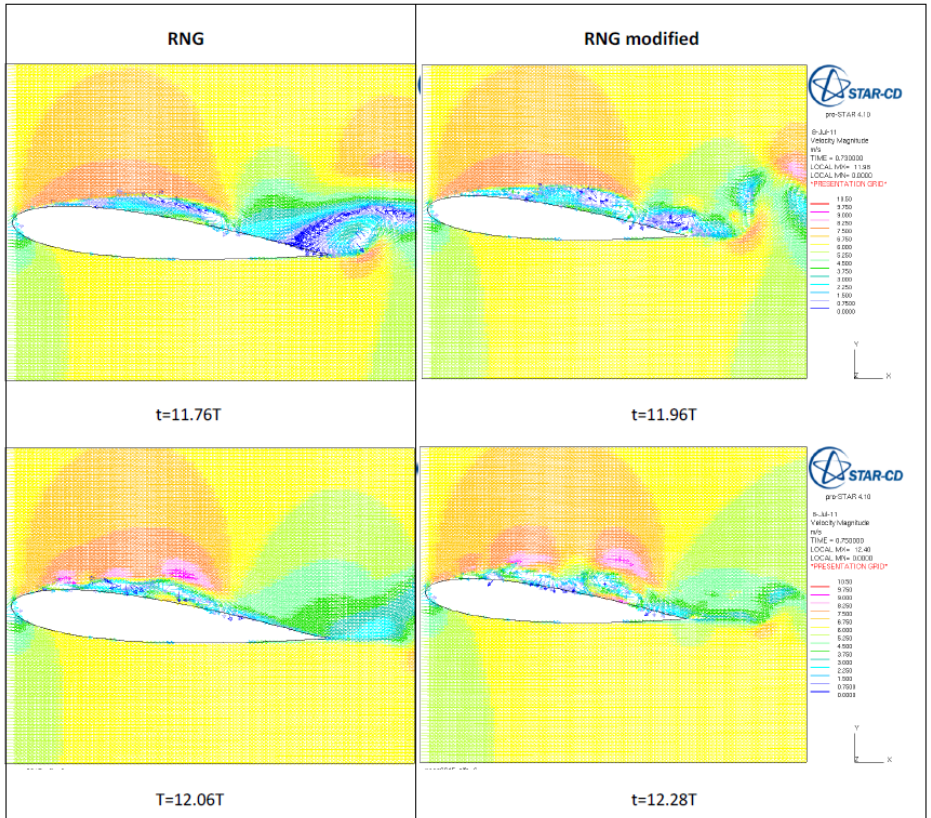 RNG
RNG modified
STAR-CD
pro-STAR 4.10
8-Jul-11
Velocity Magnitude
m/s
TIME = 0.730000
LOCAL MX= 11.98
LOCAL MN= 0.0000
*PRESENTATION GRID*
10.50
9.750
9.000
8.250
7.500
6.750
6.000
5.250
4.500
3.750
3.000
2.250
1.500
0.7500
0.0000
Y
Z
X
t=11.76T
t=11.96T
STAR-CD
pro-STAR 4.10
8-Jul-11
Velocity Magnitude
m/s
TIME = 0.750000
LOCAL MX= 12.40
LOCAL MN= 0.0000
*PRESENTATION GRID*
10.50
9.750
9.000
8.250
7.500
6.750
6.000
5.250
4.500
3.750
3.000
2.250
1.500
0.7500
0.0000
Y
Z
X
T=12.06T
t=12.28T